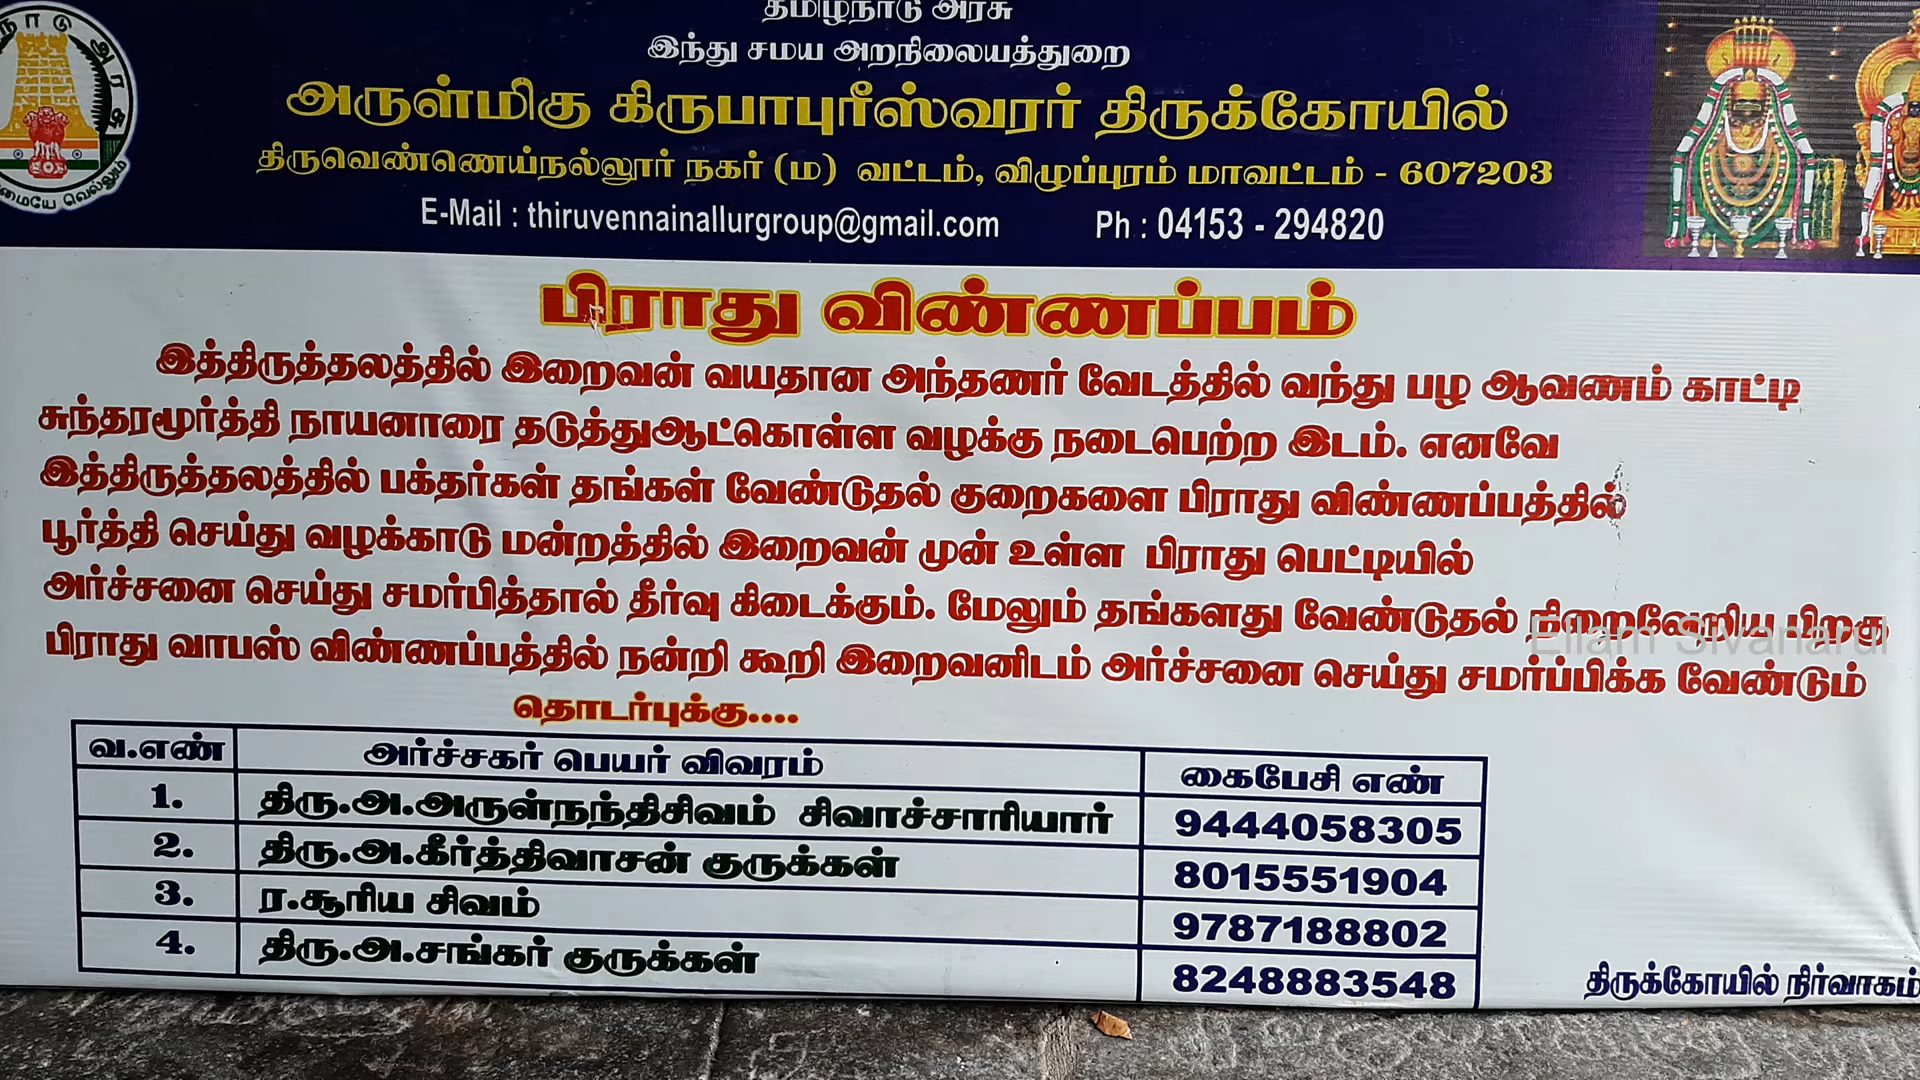 தமிழ்நாடு அரசு
இந்து சமய அறநிலையத்துறை
அருள்மிகு கிருபாபுரீஸ்வரர் திருக்கோயில்
திருவெண்ணெய்நல்லூர் நகர் (ம) வட்டம், விழுப்புரம் மாவட்டம் - 607203
E-Mail : thiruvennainallurgroup@gmail.com Ph : 04153 - 294820
பிராது விண்ணப்பம்
இத்திருத்தலத்தில் இறைவன் வயதான அந்தணர் வேடத்தில் வந்து பழ ஆவணம் காட்டி
சுந்தரமூர்த்தி நாயனாரை தடுத்துஆட்கொள்ள வழக்கு நடைபெற்ற இடம். எனவே
இத்திருத்தலத்தில் பக்தர்கள் தங்கள் வேண்டுதல் குறைகளை பிராது விண்ணப்பத்தில்
பூர்த்தி செய்து வழக்காடு மன்றத்தில் இறைவன் முன் உள்ள பிராது பெட்டியில்
அர்ச்சனை செய்து சமர்பித்தால் தீர்வு கிடைக்கும். மேலும் தங்களது வேண்டுதல் நிறைவேறிய பிறகு
பிராது வாபஸ் விண்ணப்பத்தில் நன்றி கூறி இறைவனிடம் அர்ச்சனை செய்து சமர்ப்பிக்க வேண்டும்
Ellam Sivanarul
தொடர்புக்கு....
வ.எண் அர்ச்சகர் பெயர் விவரம் கைபேசி எண்
1. திரு.அ.அருள்நந்திசிவம் சிவாச்சாரியார் 9444058305
2. திரு.அ.கீர்த்திவாசன் குருக்கள் 8015551904
3. ர.சூரிய சிவம் 9787188802
4. திரு.அ.சங்கர் குருக்கள் 8248883548
திருக்கோயில் நிர்வாகம்